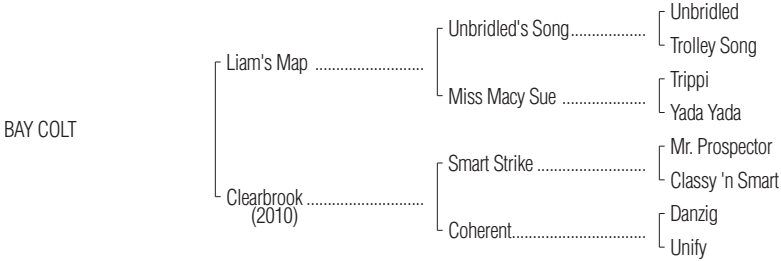 Unbridled
Unbridled's Song..................
Trolley Song
Liam's Map ..........................
Trippi
Miss Macy Sue ....................
Yada Yada
BAY COLT
Mr. Prospector
Smart Strike ..........................
Classy 'n Smart
Clearbrook ............................
(2010)
Danzig
Coherent................................
Unify